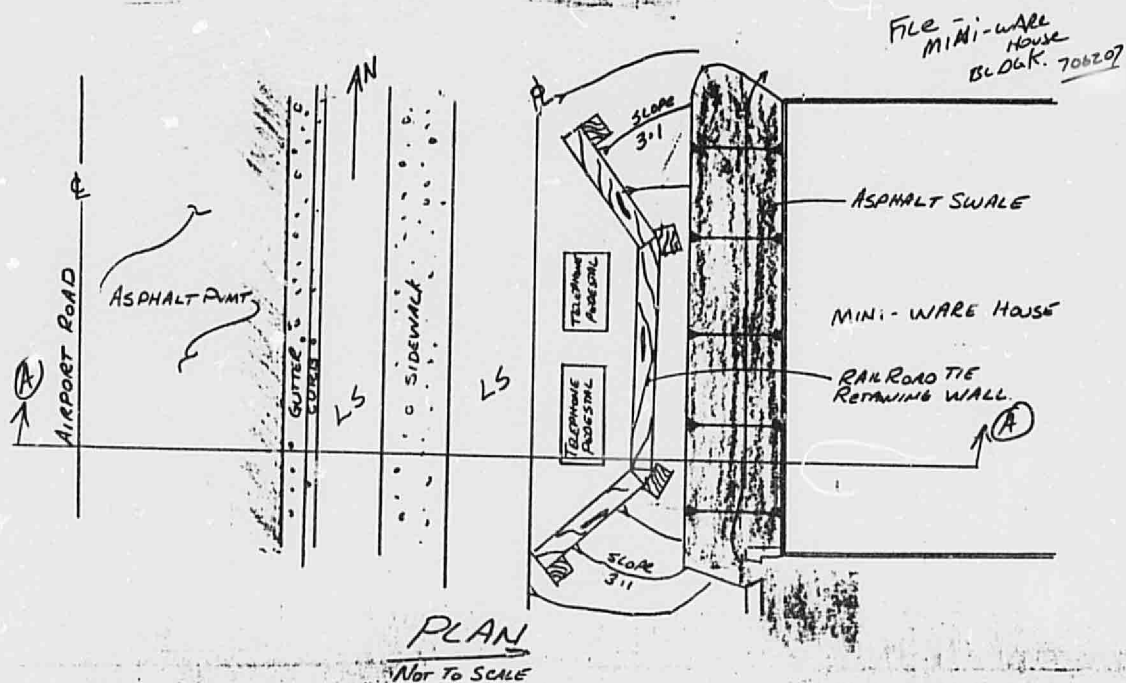 FILE - MINI-WARE
HOUSE
BLDGK. 706207
N
PL
SLOPE
3:1
ASPHALT SWALE
CL
ASPHALT PVMT
TELEPHONE
PEDESTAL
MINI-WARE HOUSE
AIRPORT ROAD
GUTTER
CURB
LS
SIDEWALK
LS
TELEPHONE
PEDESTAL
RAILROAD TIE
RETAINING WALL
A
A
SLOPE
3:1
PLAN
NOT TO SCALE